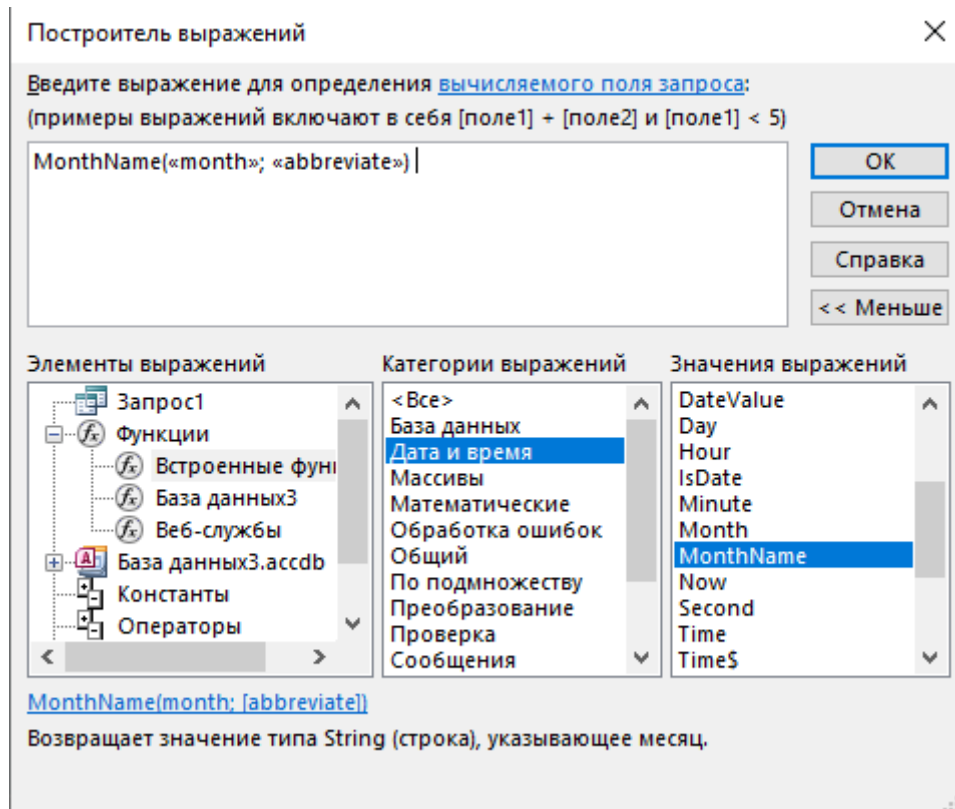 Построитель выражений
Введите выражение для определения вычисляемого поля запроса:
(примеры выражений включают в себя [поле1] + [поле2] и [поле1] < 5)
MonthName(«month»; «abbreviate»)
ОК
Отмена
Справка
<< Меньше
Элементы выражений
Запрос1
Функции
Встроенные фун
База данных3
Веб-службы
База данных3.accdb
Константы
Операторы
Категории выражений
<Все>
База данных
Дата и время
Массивы
Математические
Обработка ошибок
Общий
По подмножеству
Преобразование
Проверка
Сообщения
Значения выражений
DateValue
Day
Hour
IsDate
Minute
Month
MonthName
Now
Second
Time
Time$
MonthName(month; [abbreviate])
Возвращает значение типа String (строка), указывающее месяц.